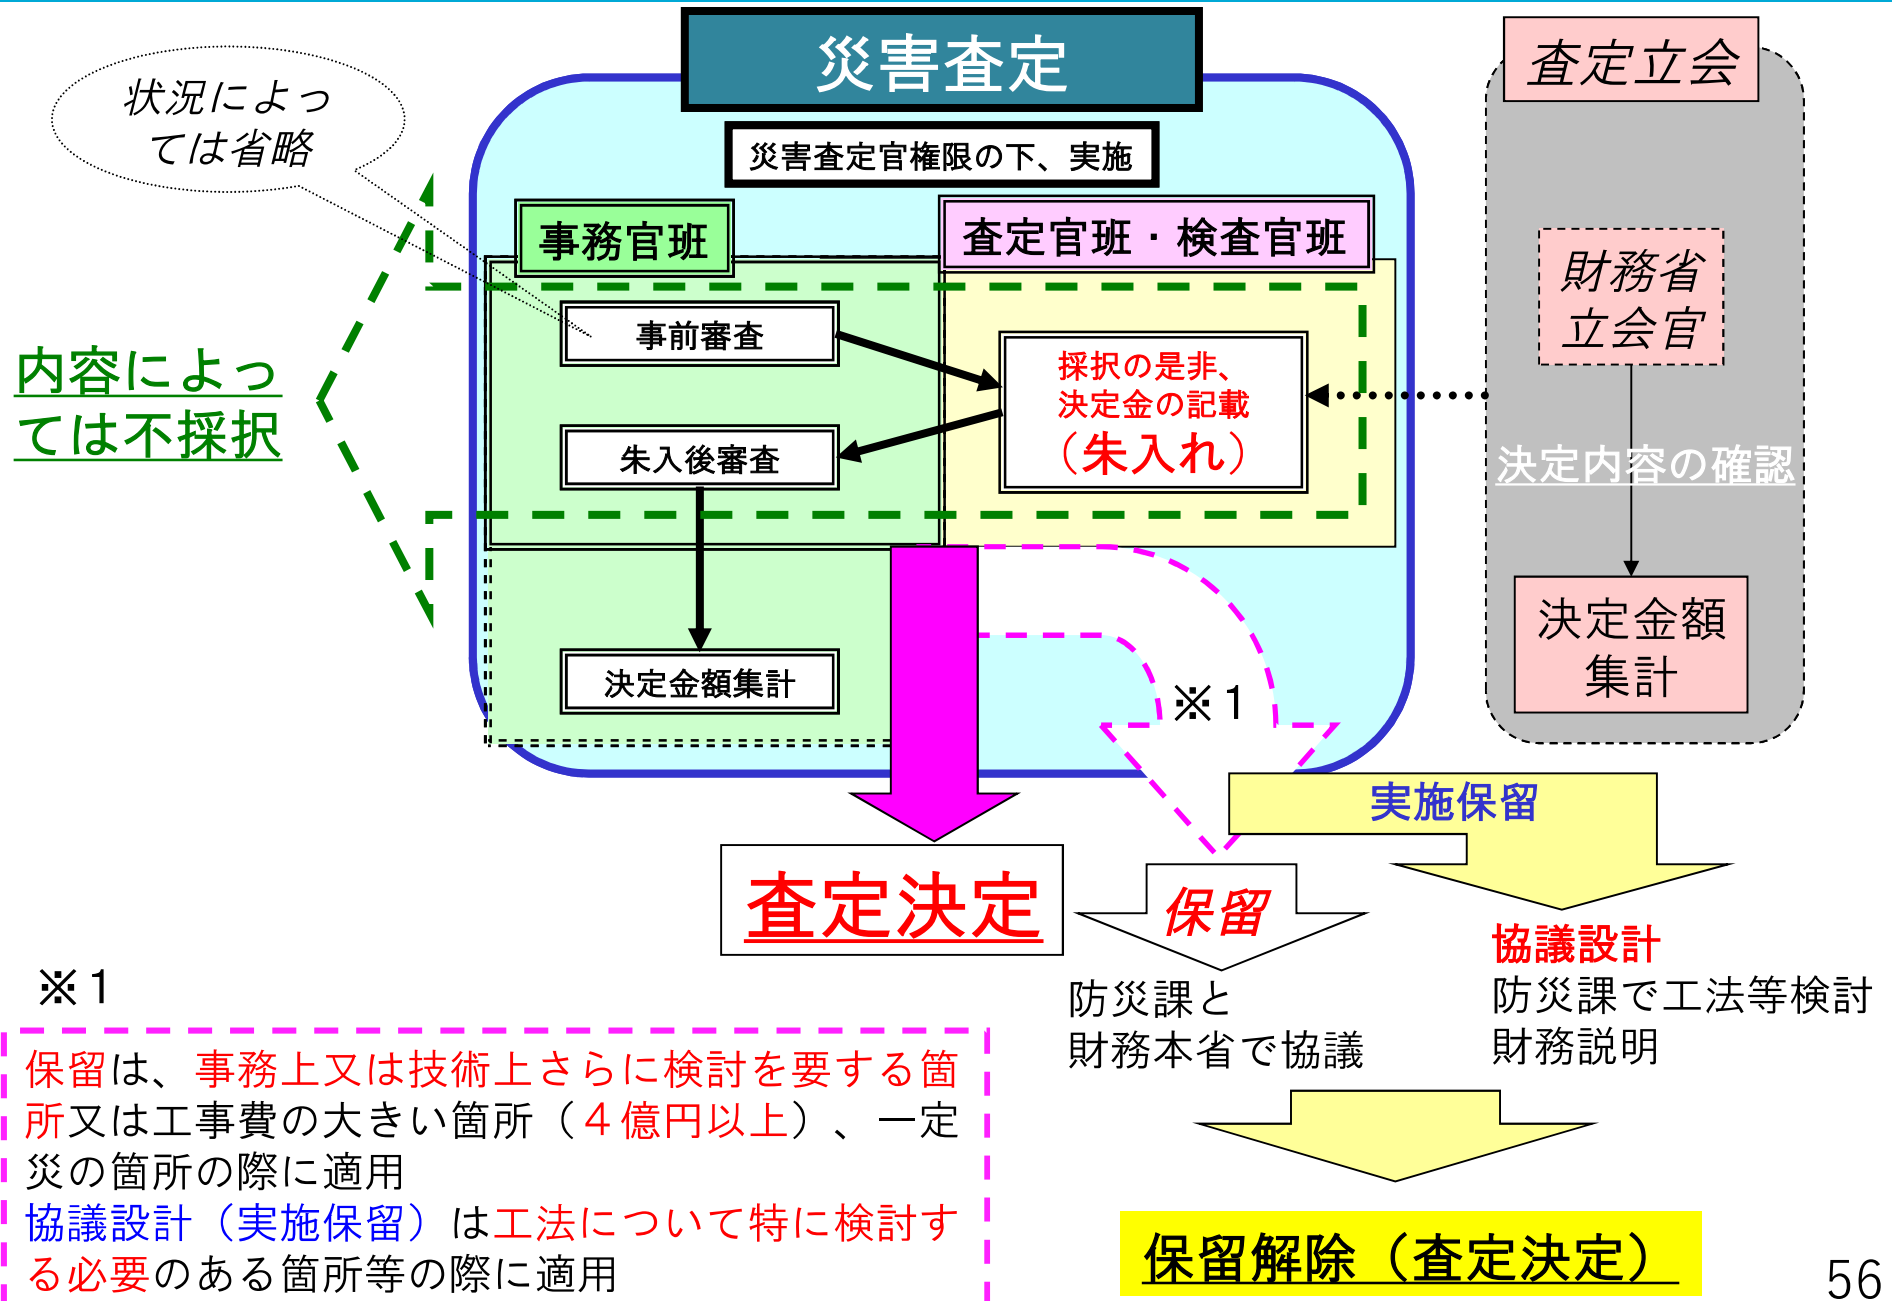 災害査定
災害査定官権限の下、実施
状況によっ
ては省略
事務官班
査定官班・検査官班
事前審査
朱入後審査
決定金額集計
採択の是非、
決定金の記載
（朱入れ）
内容によっ
ては不採択
査定立会
財務省
立会官
決定内容の確認
決定金額
集計
※１
実施保留
査定決定
保留
防災課と
財務本省で協議
協議設計
防災課で工法等検討
財務説明
保留解除（査定決定）
※１
保留は、事務上又は技術上さらに検討を要する箇
所又は工事費の大きい箇所（４億円以上）、一定
災の箇所の際に適用
協議設計（実施保留）は工法について特に検討す
る必要のある箇所等の際に適用
56